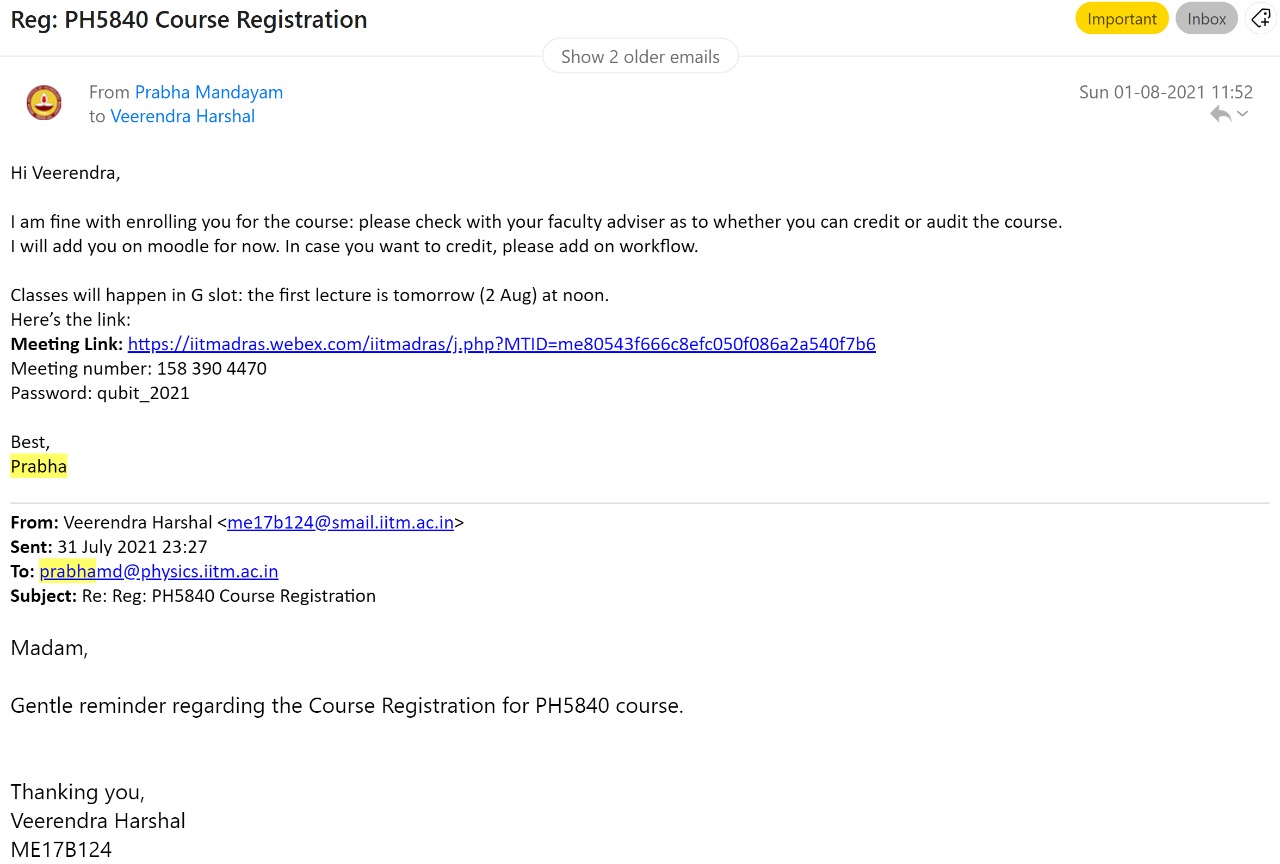 Reg: PH5840 Course Registration
Important
Inbox
Show 2 older emails
From Prabha Mandayam
Sun 01-08-2021 11:52
to Veerendra Harshal
Hi Veerendra,
I am fine with enrolling you for the course: please check with your faculty adviser as to whether you can credit or audit the course.
I will add you on moodle for now. In case you want to credit, please add on workflow.
Classes will happen in G slot: the first lecture is tomorrow (2 Aug) at noon.
Here’s the link:
Meeting Link: https://iitmadras.webex.com/iitmadras/j.php?MTID=me80543f666c8efc050f086a2a540f7b6
Meeting number: 158 390 4470
Password: qubit_2021
Best,
Prabha
From: Veerendra Harshal <me17b124@smail.iitm.ac.in>
Sent: 31 July 2021 23:27
To: prabhamd@physics.iitm.ac.in
Subject: Re: Reg: PH5840 Course Registration
Madam,
Gentle reminder regarding the Course Registration for PH5840 course.
Thanking you,
Veerendra Harshal
ME17B124